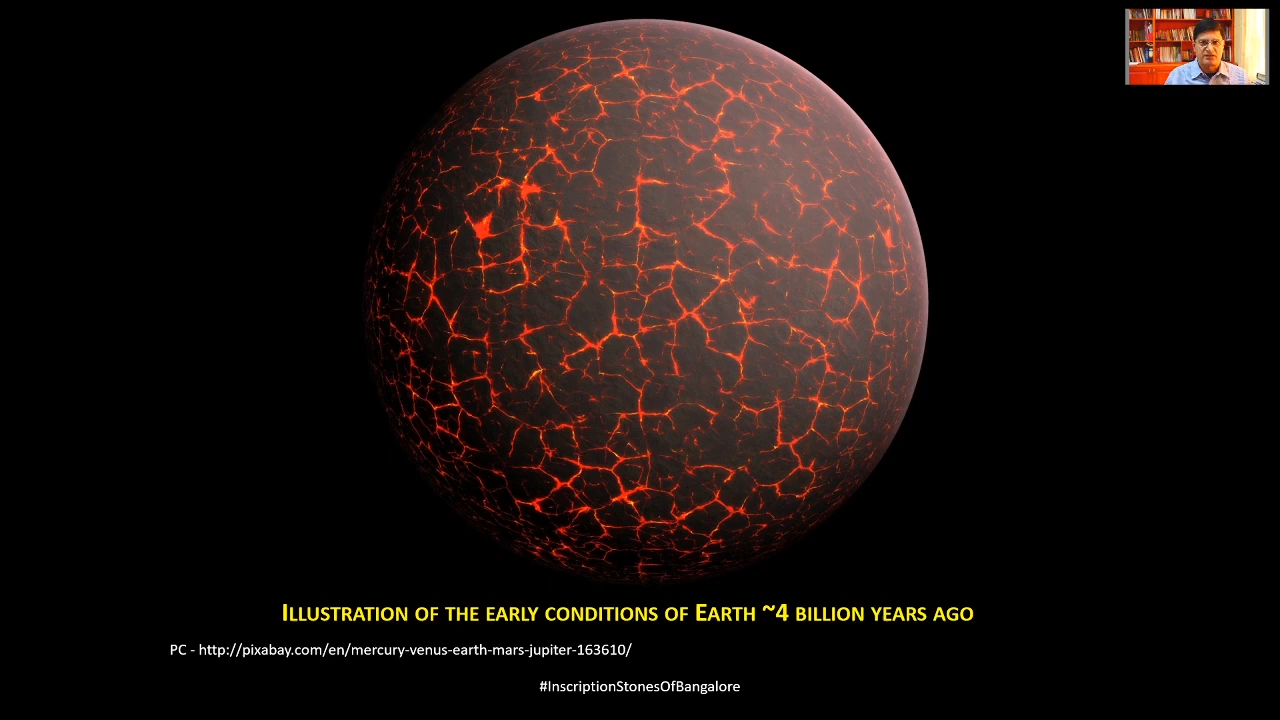 Illustration of the early conditions of Earth ~4 billion years ago
PC - http://pixabay.com/en/mercury-venus-earth-mars-jupiter-163610/
#InscriptionStonesOfBangalore